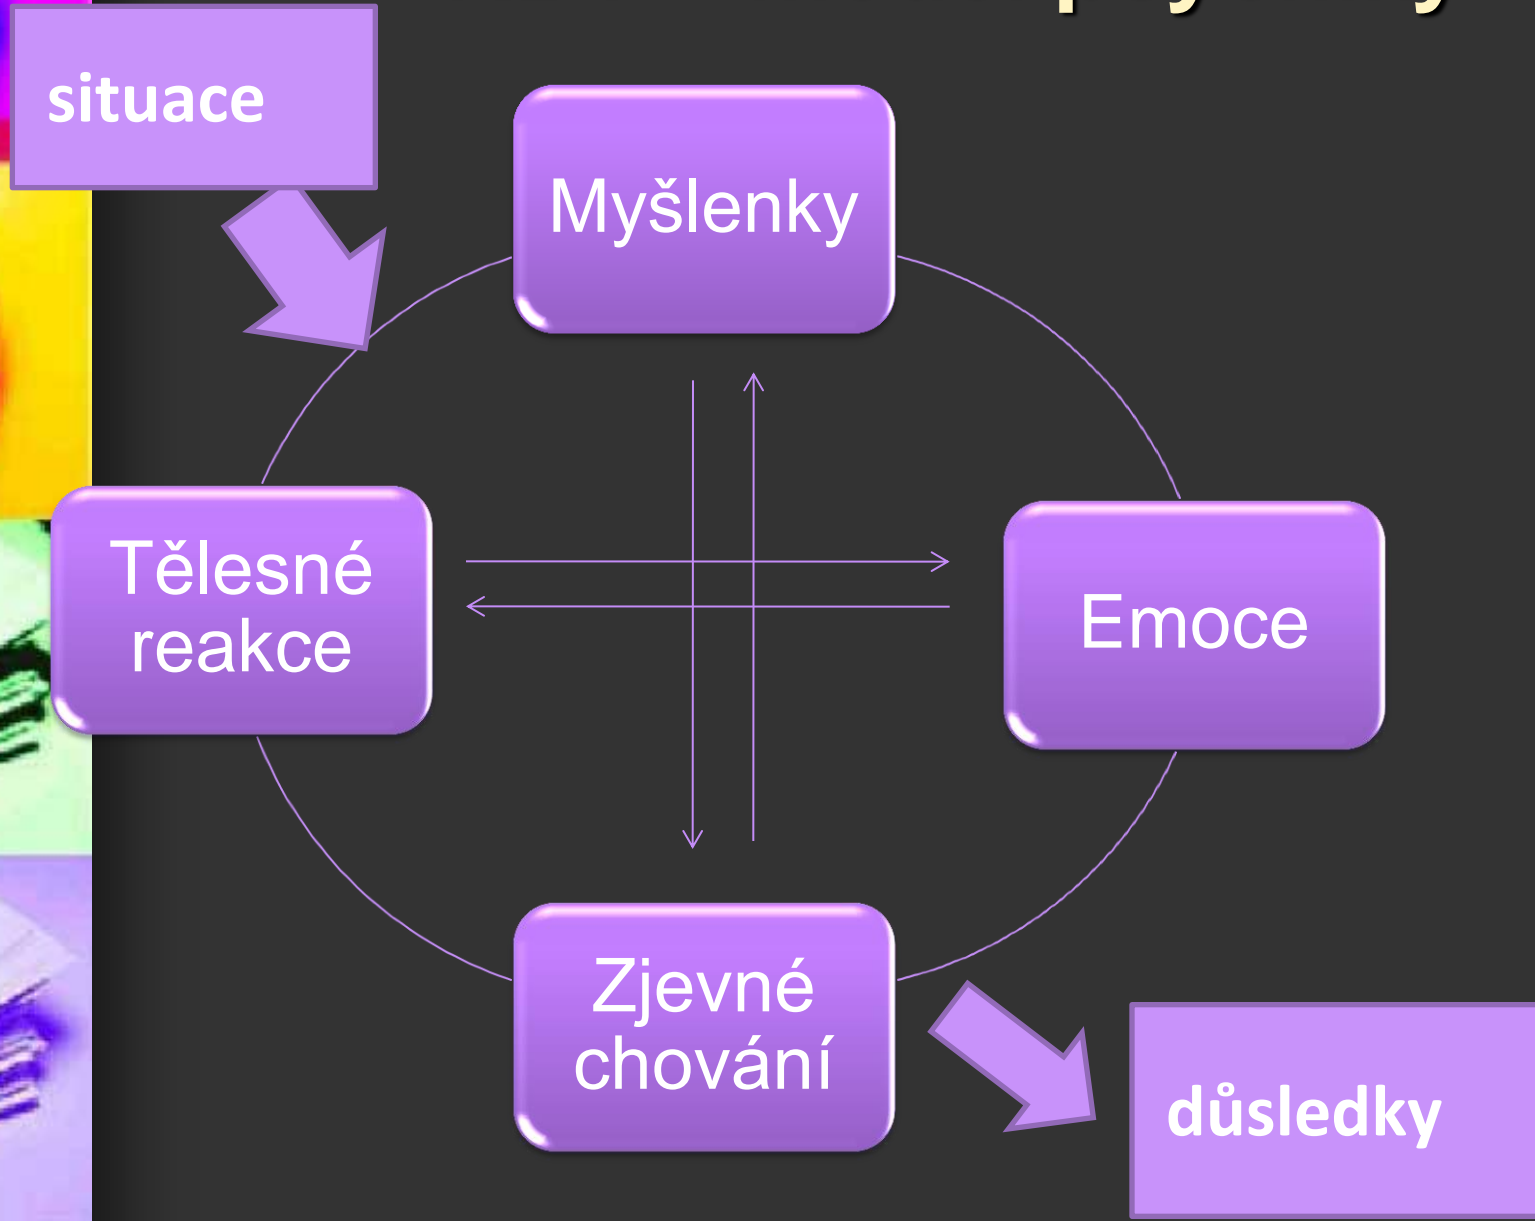 situace
Myšlenky
Tělesné
reakce
Emoce
Zjevné
chování
důsledky